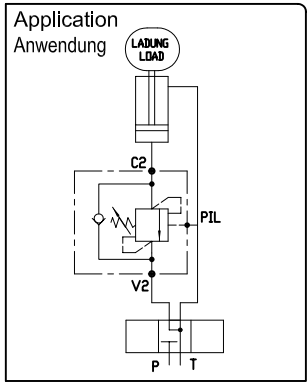 Application
Anwendung
LADUNG
LOAD
C2
PIL
V2
P T